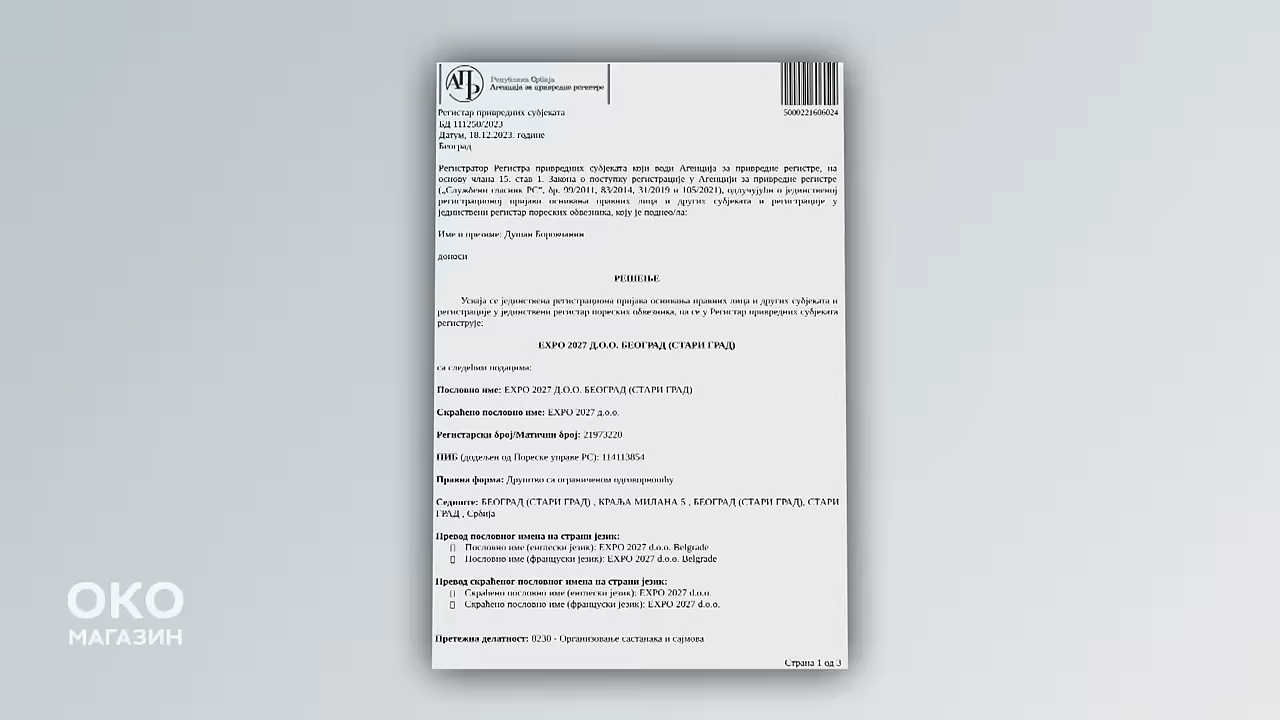 АПР
Република Србија
Агенција за привредне регистре
Регистар привредних субјеката
БД 111250/2023
Датум, 18.12.2023. године
Београд
5000221606024
Регистратор Регистра привредних субјеката који води Агенција за привредне регистре, на
основу члана 15. став 1. Закона о поступку регистрације у Агенцији за привредне регистре
(„Службени гласник РС“, бр. 99/2011, 83/2014, 31/2019 и 105/2021), одлучујући о јединственој
регистрационој пријави оснивања правних лица и других субјеката и регистрације у
јединствени регистар пореских обвезника, коју је поднео/ла:
Име и презиме: Душан Боровчанин
доноси
РЕШЕЊЕ
Усваја се јединствена регистрациона пријава оснивања правних лица и других субјеката и
регистрације у јединствени регистар пореских обвезника, па се у Регистар привредних субјеката
региструје:
EXPO 2027 Д.О.О. БЕОГРАД (СТАРИ ГРАД)
са следећим подацима:
Пословно име: EXPO 2027 Д.О.О. БЕОГРАД (СТАРИ ГРАД)
Скраћено пословно име: EXPO 2027 д.о.о.
Регистарски број/Матични број: 21973220
ПИБ (додељен од Пореске управе РС): 114113854
Правна форма: Друштво са ограниченом одговорношћу
Седиште: БЕОГРАД (СТАРИ ГРАД) , КРАЉА МИЛАНА 5 , БЕОГРАД (СТАРИ ГРАД), СТАРИ
ГРАД , Србија
Превод пословног имена на страни језик:
Пословно име (енглески језик): EXPO 2027 d.o.o. Belgrade
Пословно име (француски језик): EXPO 2027 d.o.o. Belgrade
Превод скраћеног пословног имена на страни језик:
Скраћено пословно име (енглески језик): EXPO 2027 d.o.o.
Скраћено пословно име (француски језик): EXPO 2027 d.o.o.
Претежна делатност: 8230 - Организовање састанака и сајмова
Страна 1 од 3
ОКО
МАГАЗИН